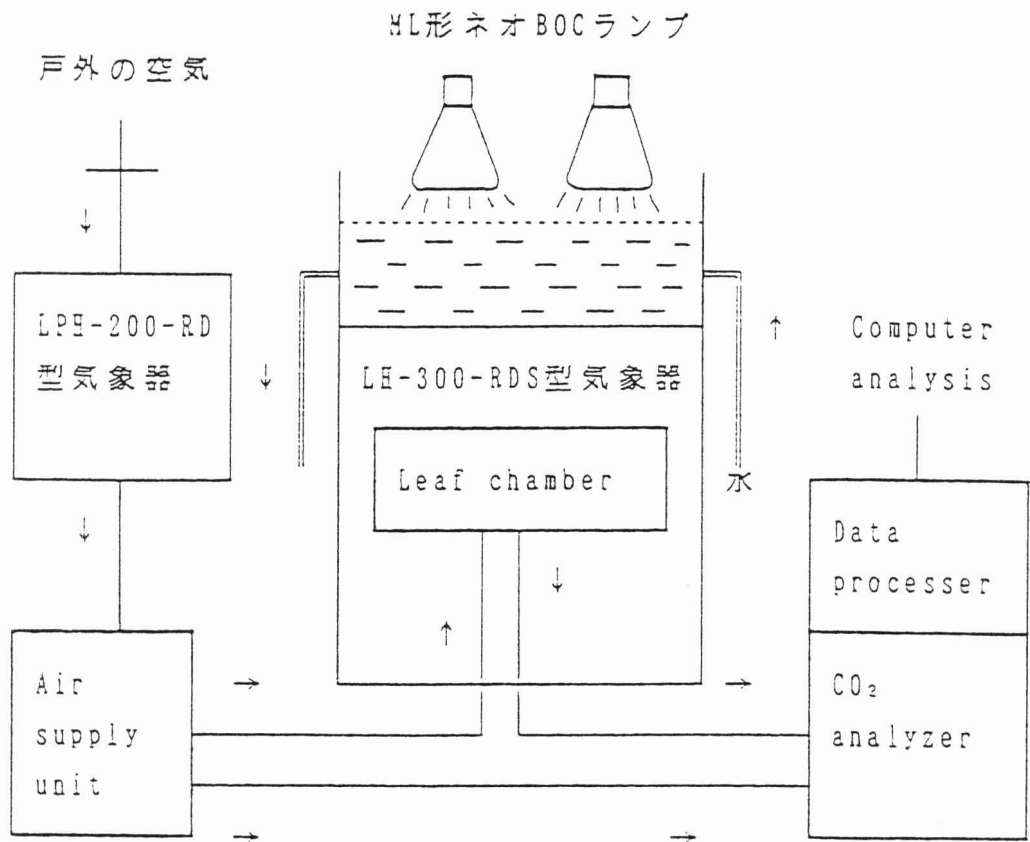 ML形ネオBOCランプ
戸外の空気
↓
LPH-200-RD
型気象器
↓
LH-300-RDS型気象器
↑
Computer
analysis
Leaf chamber
水
↓
Data
processer
↓
↑
Air
supply
unit
→
→
CO₂
analyzer
→
→